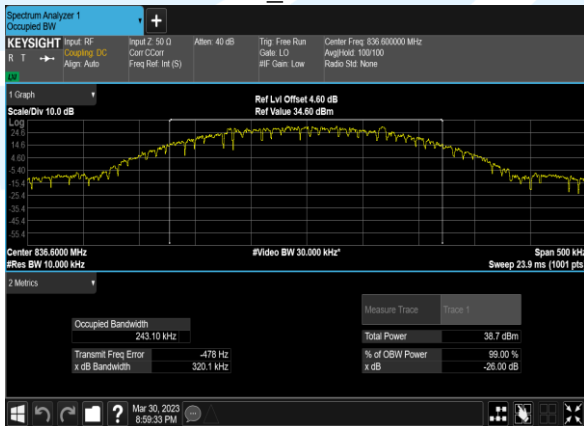 Spectrum Analyzer 1
Occupied BW
KEYSIGHT
R T
LXI
Input: RF
Coupling: DC
Align: Auto
Input Z: 50 Ω
Corr CCorr
Freq Ref: Int (S)
Atten: 40 dB
Trig: Free Run
Gate: LO
#IF Gain: Low
Center Freq: 836.600000 MHz
Avg|Hold: 100/100
Radio Std: None
1 Graph
Scale/Div 10.0 dB
Ref Lvl Offset 4.60 dB
Ref Value 34.60 dBm
Log
24.6
14.6
4.60
-5.40
-15.4
-25.4
-35.4
-45.4
-55.4
Center 836.6000 MHz
#Res BW 10.000 kHz
#Video BW 30.000 kHz*
Span 500 kHz
Sweep 23.9 ms (1001 pts
2 Metrics
Measure Trace Trace 1
Occupied Bandwidth
243.10 kHz
Total Power 38.7 dBm
Transmit Freq Error -478 Hz
% of OBW Power 99.00 %
x dB Bandwidth 320.1 kHz
x dB -26.00 dB
?
Mar 30, 2023
8:59:33 PM